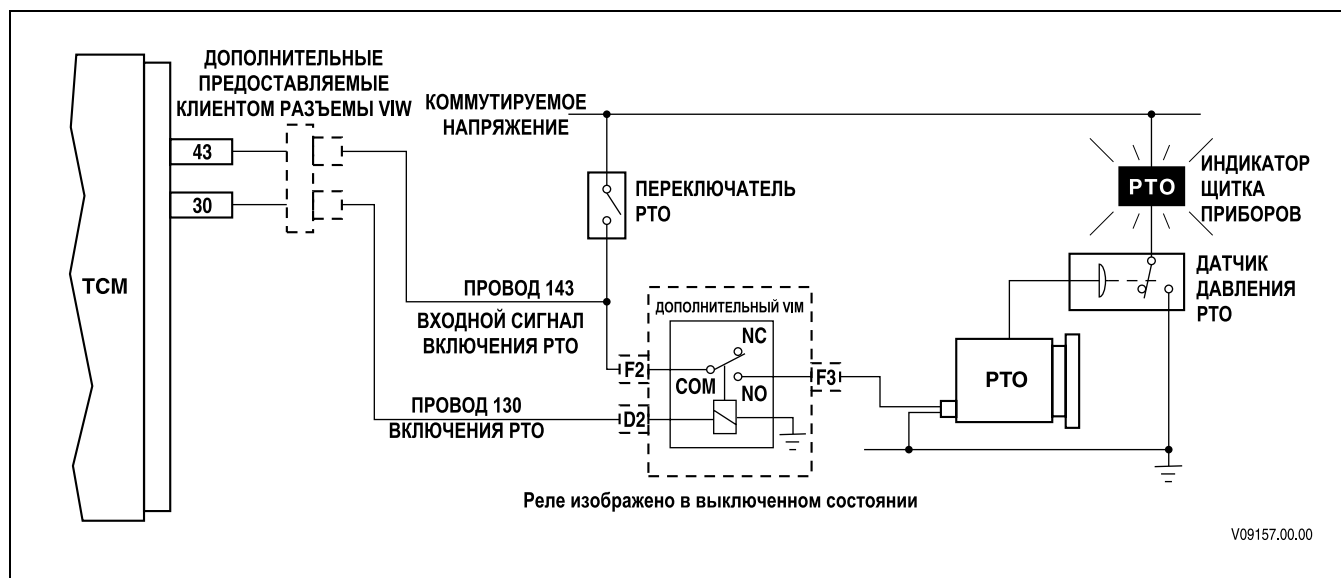 ДОПОЛНИТЕЛЬНЫЕ
ПРЕДОСТАВЛЯЕМЫЕ
КЛИЕНТОМ РАЗЪЕМЫ VIW
КОММУТИРУЕМОЕ
НАПРЯЖЕНИЕ
43
30
TCM
ПЕРЕКЛЮЧАТЕЛЬ
PTO
PTO
ИНДИКАТОР
ЩИТКА
ПРИБОРОВ
ДАТЧИК
ДАВЛЕНИЯ
PTO
ПРОВОД 143
ВХОДНОЙ СИГНАЛ
ВКЛЮЧЕНИЯ PTO
ДОПОЛНИТЕЛЬНЫЙ VIM
NC
F2
COM
NO
F3
PTO
ПРОВОД 130
ВКЛЮЧЕНИЯ PTO
D2
Реле изображено в выключенном состоянии
V09157.00.00